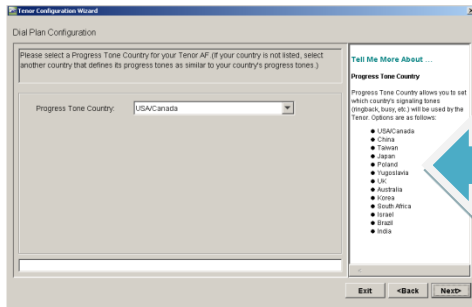 Tenor Configuration Wizard
Dial Plan Configuration
Please select a Progress Tone Country for your Tenor AF. (If your country is not listed, select
another country that defines its progress tones as similar to your country's progress tones.)
Progress Tone Country:
USA/Canada
Tell Me More About ...
Progress Tone Country
Progress Tone Country allows you to set
which country's signaling tones
(ringback, busy, etc.) will be used by the
Tenor. Options are as follows:
USA/Canada
China
Taiwan
Japan
Poland
Yugoslavia
UK
Australia
Korea
South Africa
Israel
Brazil
India
Exit
<Back
Next>